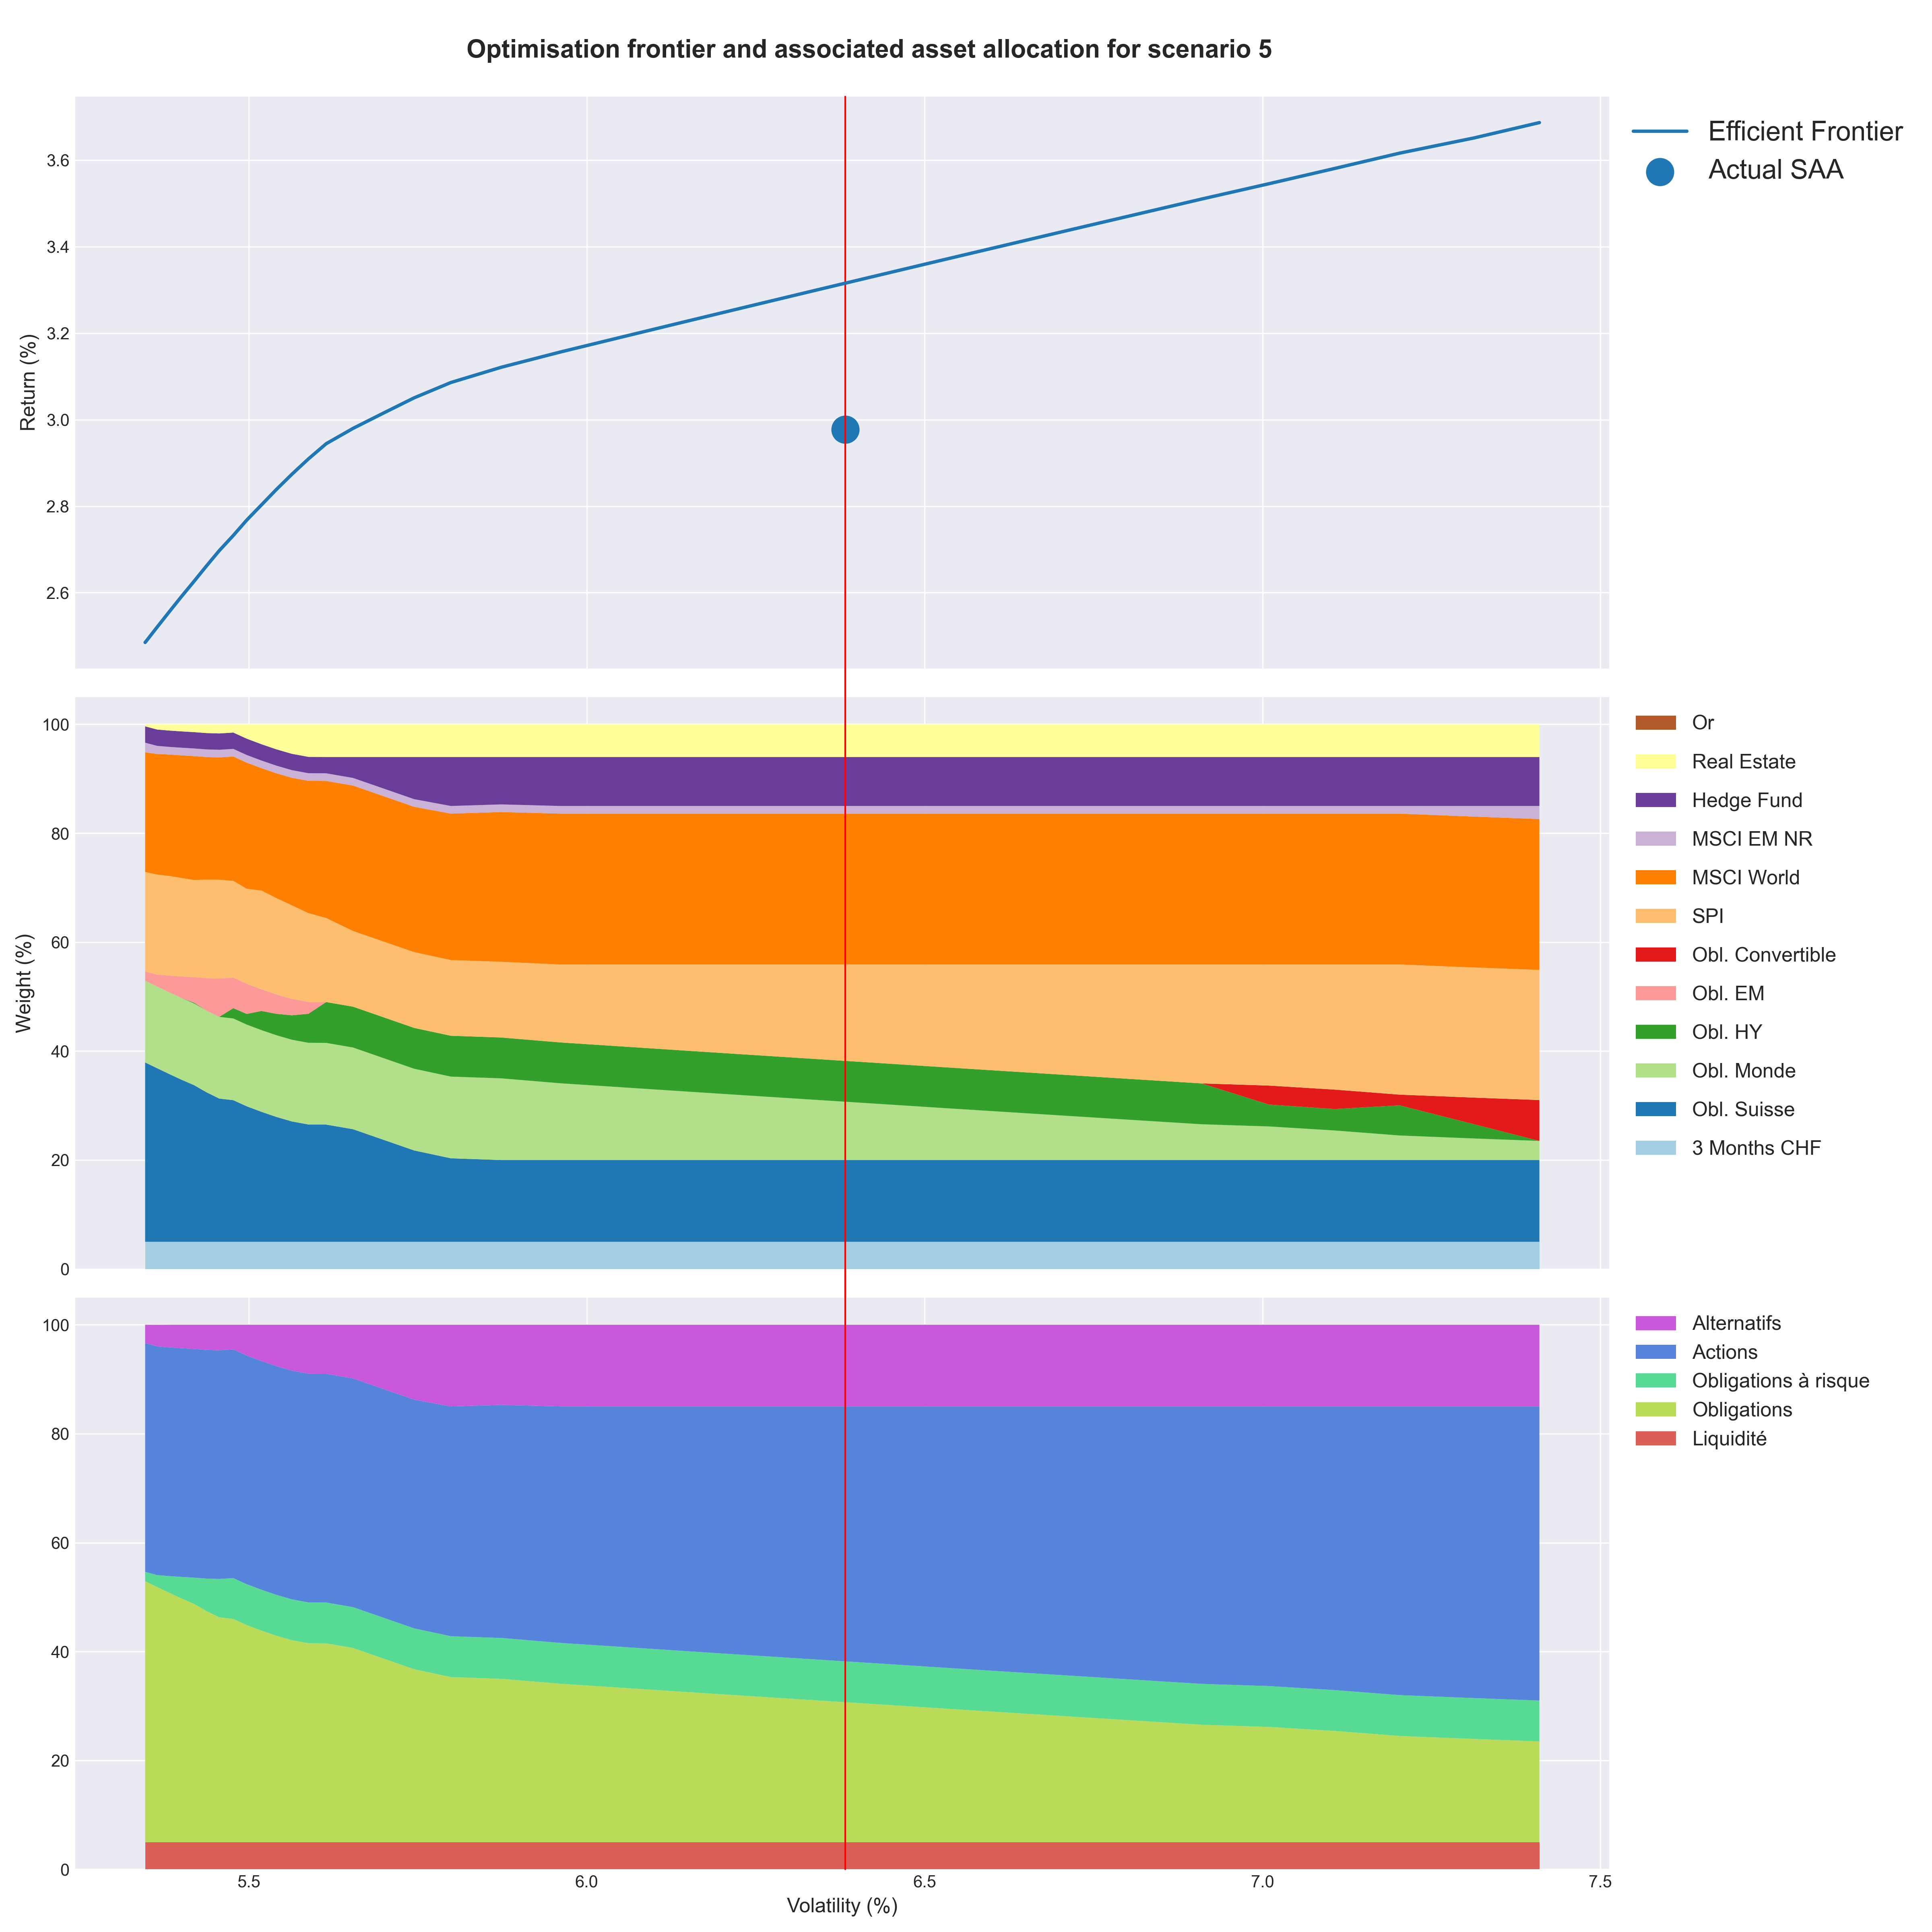 Optimisation frontier and associated asset allocation for scenario 5
Efficient Frontier
Actual SAA
3.6
3.4
3.2
3.0
2.8
2.6
Return (%)
100
80
60
40
20
0
Weight (%)
Or
Real Estate
Hedge Fund
MSCI EM NR
MSCI World
SPI
Obl. Convertible
Obl. EM
Obl. HY
Obl. Monde
Obl. Suisse
3 Months CHF
100
80
60
40
20
0
Alternatifs
Actions
Obligations à risque
Obligations
Liquidité
5.5 6.0 6.5 7.0 7.5
Volatility (%)